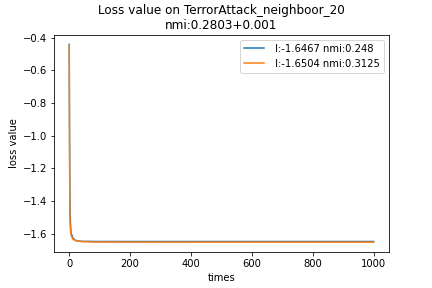 Loss value on TerrorAttack_neighboor_20
nmi:0.2803+0.001
l:-1.6467 nmi:0.248
l:-1.6504 nmi:0.3125
loss value
−0.4
−0.6
−0.8
−1.0
−1.2
−1.4
−1.6
0
200
400
600
800
1000
times